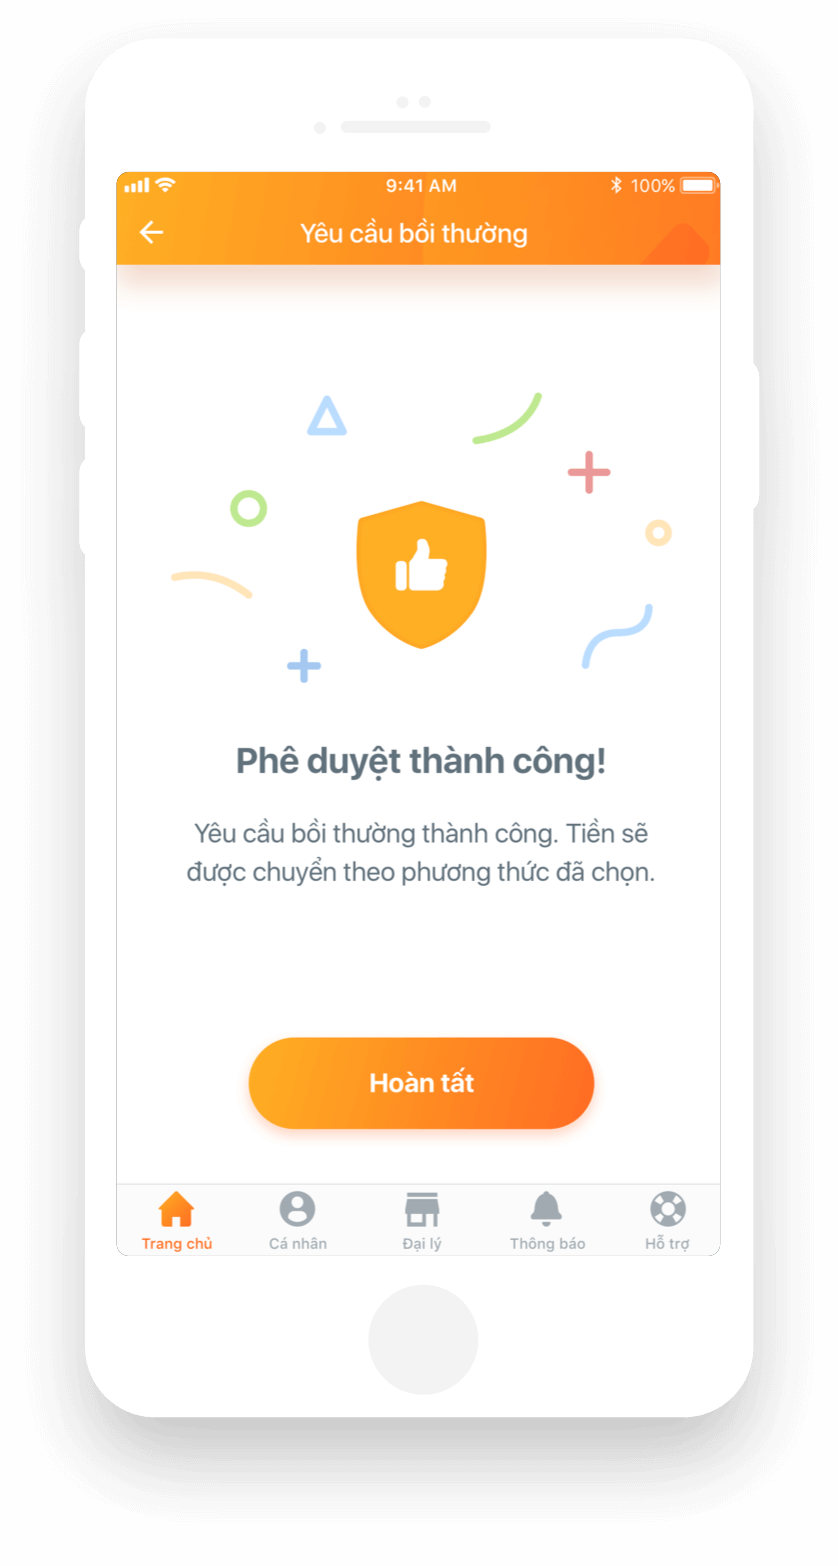 9:41 AM
100%
Yêu cầu bồi thường
Phê duyệt thành công!
Yêu cầu bồi thường thành công. Tiền sẽ
được chuyển theo phương thức đã chọn.
Hoàn tất
Trang chủ
Cá nhân
Đại lý
Thông báo
Hỗ trợ